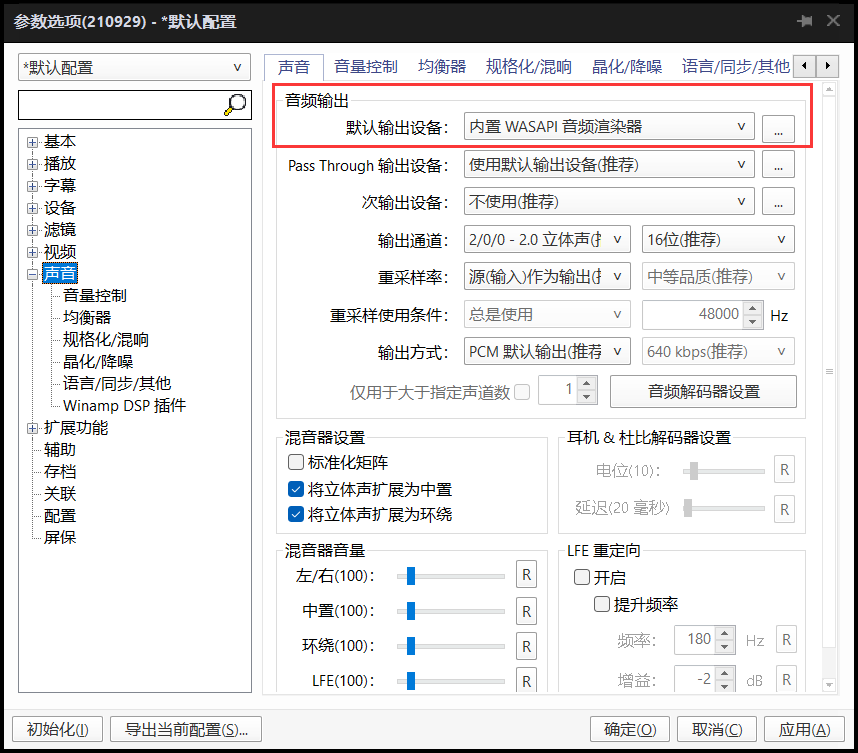 参数选项(210929) - *默认配置
*默认配置
基本
播放
字幕
设备
滤镜
视频
声音
音量控制
均衡器
规格化/混响
晶化/降噪
语言/同步/其他
Winamp DSP 插件
扩展功能
辅助
存档
关联
配置
屏保
声音 音量控制 均衡器 规格化/混响 晶化/降噪 语言/同步/其他
音频输出
默认输出设备： 内置 WASAPI 音频渲染器 ...
Pass Through 输出设备： 使用默认输出设备(推荐) ...
次输出设备： 不使用(推荐) ...
输出通道： 2/0/0 - 2.0 立体声( 16位(推荐)
重采样率： 源(输入)作为输出( 中等品质(推荐)
重采样使用条件： 总是使用 48000 Hz
输出方式： PCM 默认输出(推荐 640 kbps(推荐)
仅用于大于指定声道数 1 音频解码器设置
混音器设置
标准化矩阵
将立体声扩展为中置
将立体声扩展为环绕
耳机 & 杜比解码器设置
电位(10)： R
延迟(20 毫秒) R
混音器音量
左/右(100)： R
中置(100)： R
环绕(100)： R
LFE(100)： R
LFE 重定向
开启
提升频率
频率： 180 Hz R
增益： -2 dB R
初始化(I) 导出当前配置(S)... 确定(O) 取消(C) 应用(A)